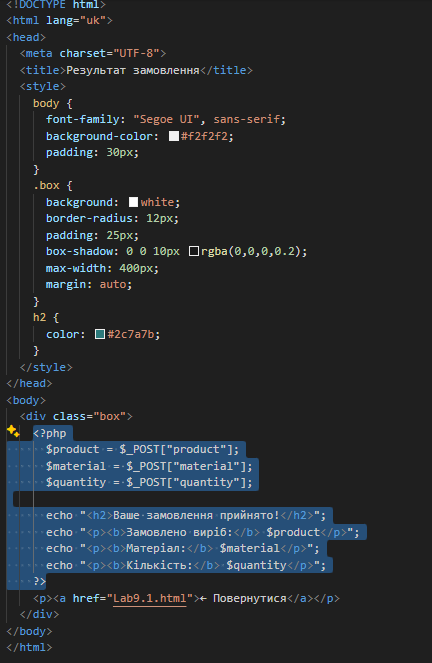 <!DOCTYPE html>
<html lang="uk">
<head>
  <meta charset="UTF-8">
  <title>Результат замовлення</title>
  <style>
    body {
      font-family: "Segoe UI", sans-serif;
      background-color: #f2f2f2;
      padding: 30px;
    }
    .box {
      background: white;
      border-radius: 12px;
      padding: 25px;
      box-shadow: 0 0 10px rgba(0,0,0,0.2);
      max-width: 400px;
      margin: auto;
    }
    h2 {
      color: #2c7a7b;
    }
  </style>
</head>
<body>
  <div class="box">
    <?php
      $product = $_POST["product"];
      $material = $_POST["material"];
      $quantity = $_POST["quantity"];

      echo "<h2>Ваше замовлення прийнято!</h2>";
      echo "<p><b>Замовлено виріб:</b> $product</p>";
      echo "<p><b>Матеріал:</b> $material</p>";
      echo "<p><b>Кількість:</b> $quantity</p>";
    ?>
    <p><a href="Lab9.1.html">← Повернутися</a></p>
  </div>
</body>
</html>